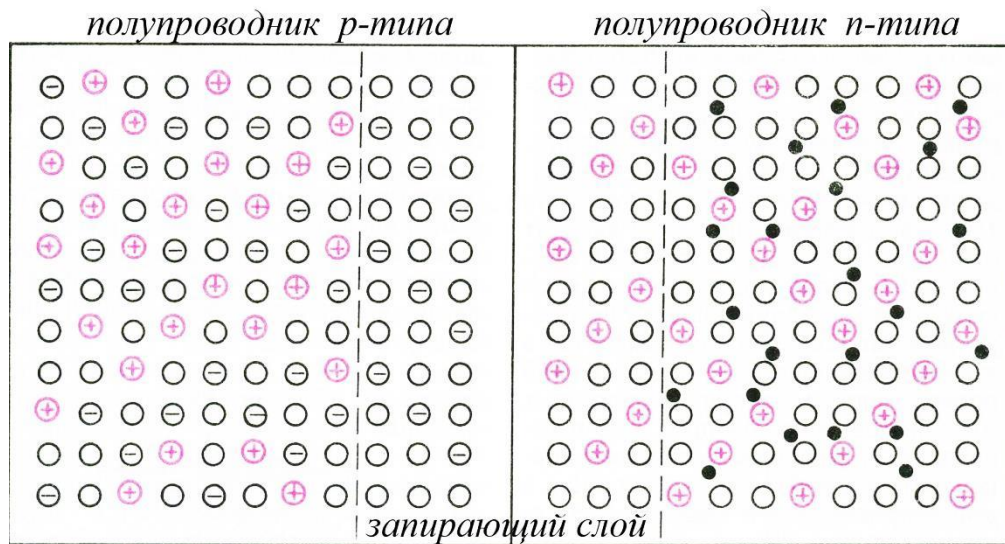 полупроводник р-типа
полупроводник n-типа
запирающий слой